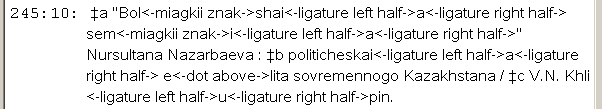 245:10: ‡a "Bol<-miagkii znak->shai<-ligature left half->a<-ligature right half->
sem<-miagkii znak->i<-ligature left half->a<-ligature right half->"
Nursultana Nazarbaeva : ‡b politicheskai<-ligature left half->a<-ligature
right half-> e<-dot above->lita sovremennogo Kazakhstana / ‡c V.N. Khli
<-ligature left half->u<-ligature right half->pin.